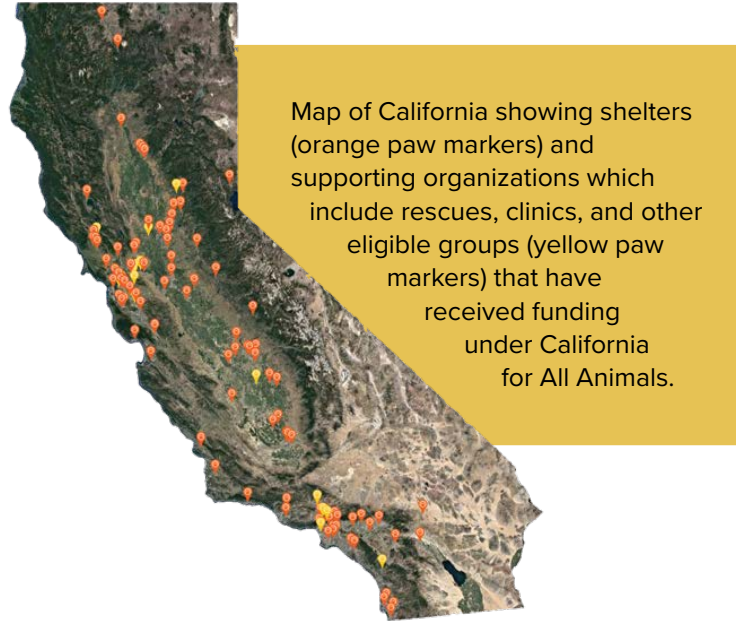 Map of California showing shelters
(orange paw markers) and
supporting organizations which
include rescues, clinics, and other
eligible groups (yellow paw
markers) that have
received funding
under California
for All Animals.